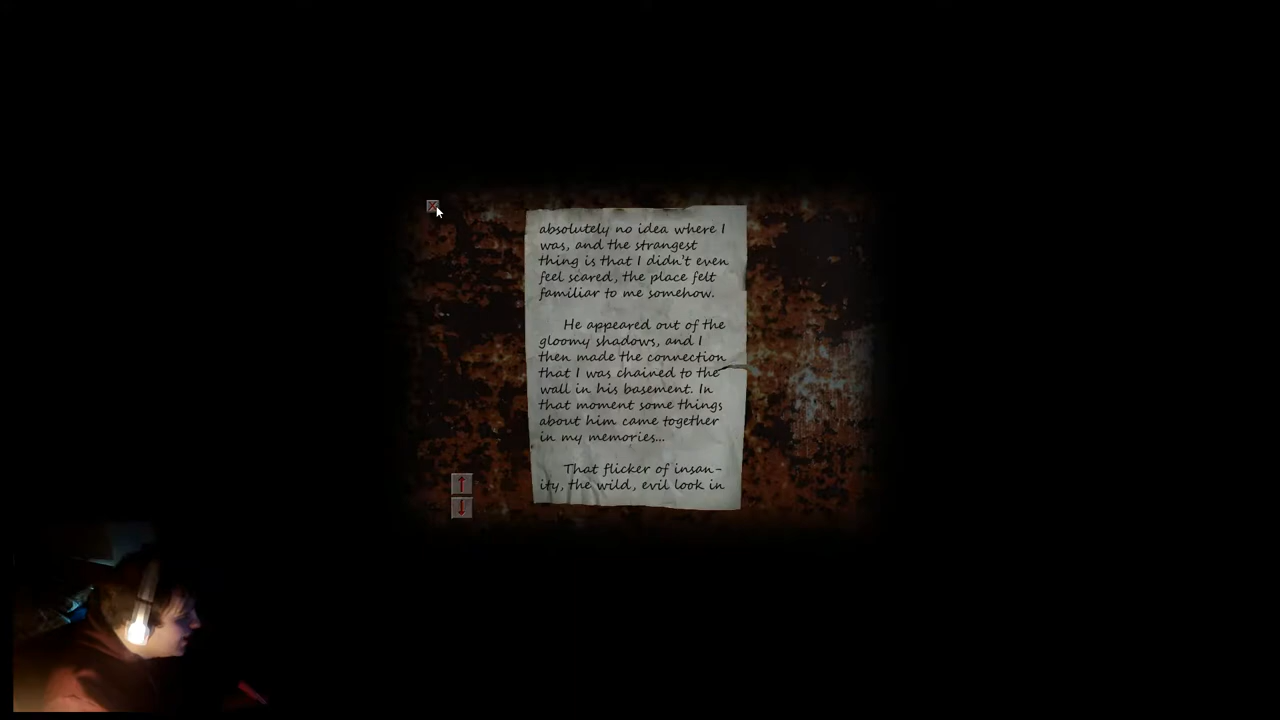 absolutely no idea where I
was, and the strangest
thing is that I didn't even
feel scared, the place felt
familiar to me somehow.
He appeared out of the
gloomy shadows, and I
then made the connection
that I was chained to the
wall in his basement. In
that moment some things
about him came together
in my memories...
That flicker of insan-
ity, the wild, evil look in